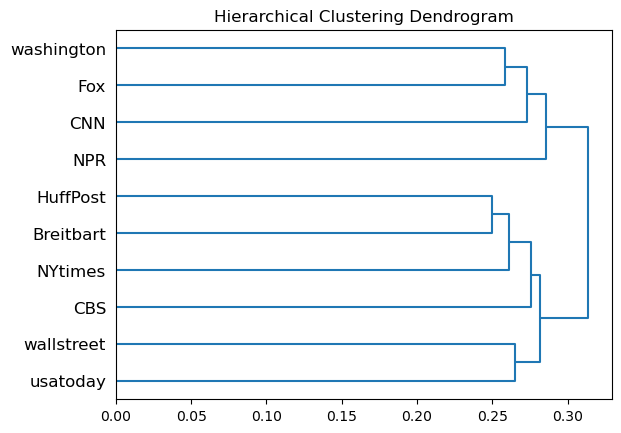 Hierarchical Clustering Dendrogram
washington
Fox
CNN
NPR
HuffPost
Breitbart
NYtimes
CBS
wallstreet
usatoday
0.00 0.05 0.10 0.15 0.20 0.25 0.30